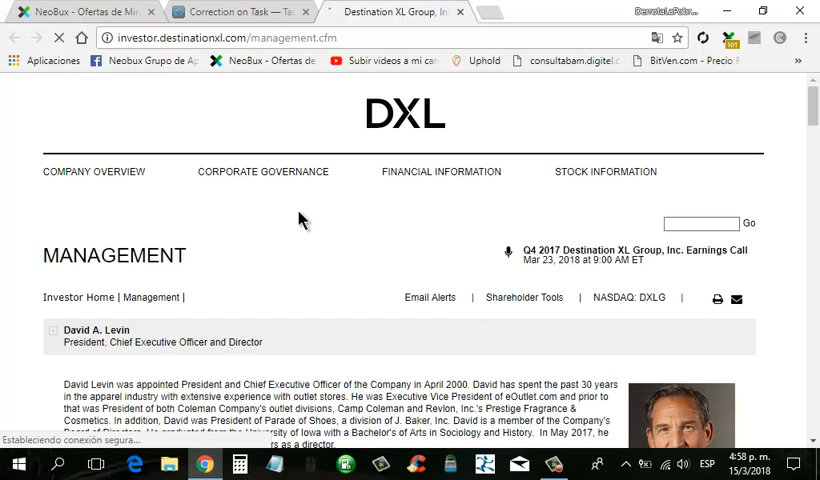 NeoBux - Ofertas de Min
Correction on Task — Ta
Destination XL Group, In
investor.destinationxl.com/management.cfm
101
Aplicaciones
Neobux Grupo de Ap
NeoBux - Ofertas de
Subir videos a mi can
Uphold
consultabam.digitel.c
BitVen.com - Precio
»
DXL
COMPANY OVERVIEW CORPORATE GOVERNANCE FINANCIAL INFORMATION STOCK INFORMATION
Go
MANAGEMENT
Q4 2017 Destination XL Group, Inc. Earnings Call
Mar 23, 2018 at 9:00 AM ET
Investor Home | Management |
Email Alerts | Shareholder Tools | NASDAQ: DXLG |
David A. Levin
President, Chief Executive Officer and Director
David Levin was appointed President and Chief Executive Officer of the Company in April 2000. David has spent the past 30 years
in the apparel industry with extensive experience with outlet stores. He was Executive Vice President of eOutlet.com and prior to
that was President of both Coleman Company's outlet divisions, Camp Coleman and Revlon, Inc.'s Prestige Fragrance &
Cosmetics. In addition, David was President of Parade of Shoes, a division of J. Baker, Inc. David is a member of the Company's
University of Iowa with a Bachelor's of Arts in Sociology and History. In May 2017, he
as a director.
Estableciendo conexión segura...
ESP
4:58 p. m.
15/3/2018